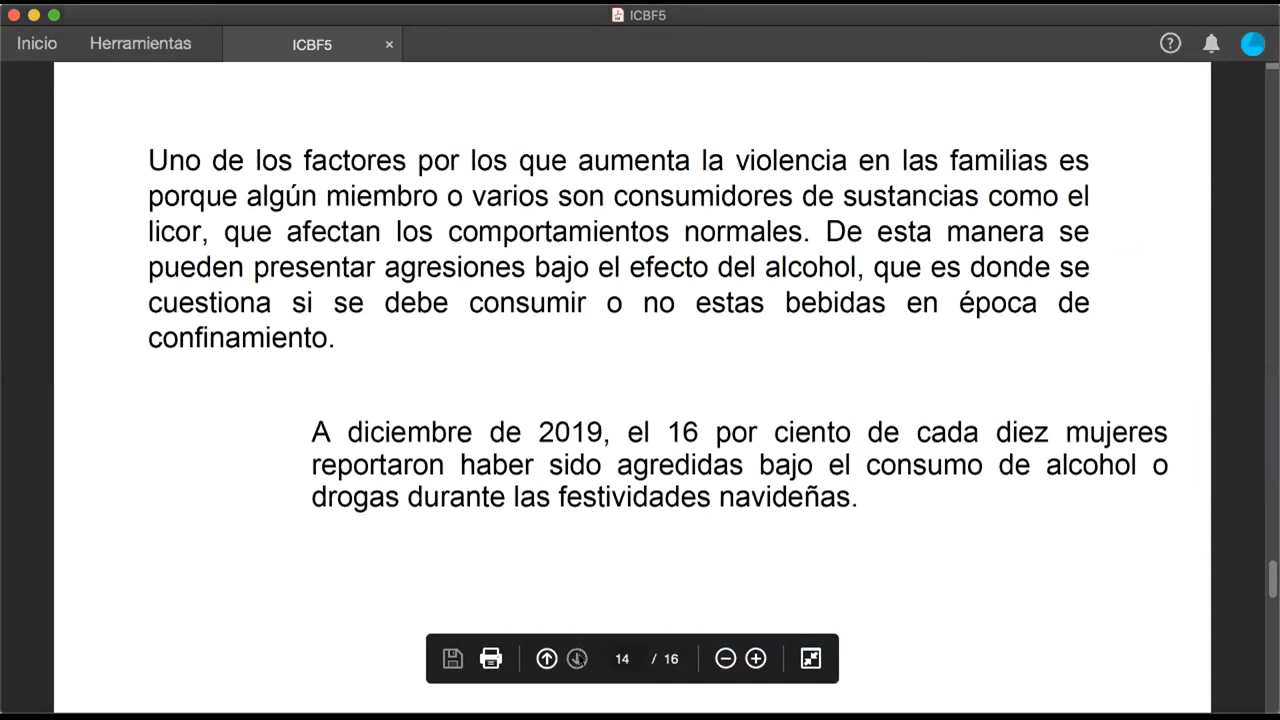 ICBF5
Inicio Herramientas ICBF5 ×
Uno de los factores por los que aumenta la violencia en las familias es
porque algún miembro o varios son consumidores de sustancias como el
licor, que afectan los comportamientos normales. De esta manera se
pueden presentar agresiones bajo el efecto del alcohol, que es donde se
cuestiona si se debe consumir o no estas bebidas en época de
confinamiento.
A diciembre de 2019, el 16 por ciento de cada diez mujeres
reportaron haber sido agredidas bajo el consumo de alcohol o
drogas durante las festividades navideñas.
14 / 16